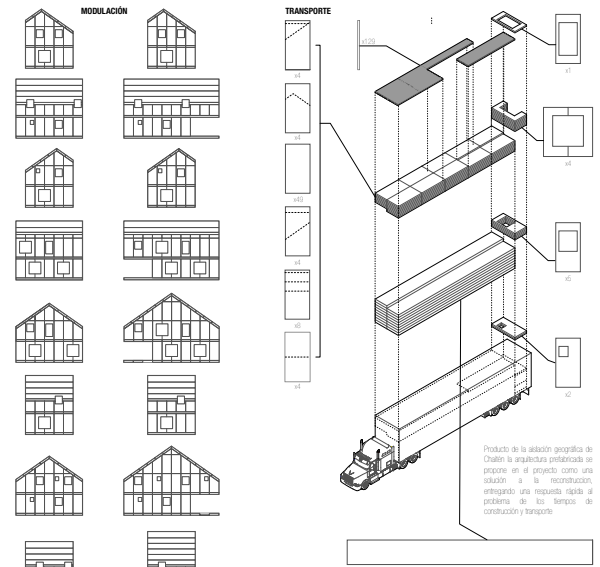 MODULACIÓN
TRANSPORTE
x129
x4
x1
x4
x4
x49
x4
x5
x8
x2
x4
Producto de la aislación geográfica de
Chaitén la arquitectura prefabricada se
propone en el proyecto como una
solución a la reconstruccion,
entregando una respuesta rápida al
problema de los tiempos de
construcción y transporte